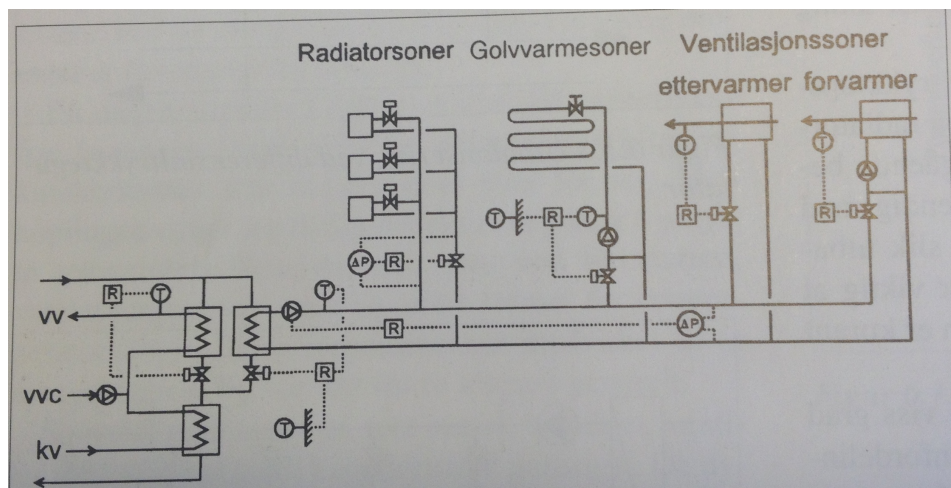 Radiatorsoner Golvvarmesoner Ventilasjonssoner
ettervarmer forvarmer
T T
T R T R R
ΔP R
R T T
VV R ΔP
R
VVC
T
kv